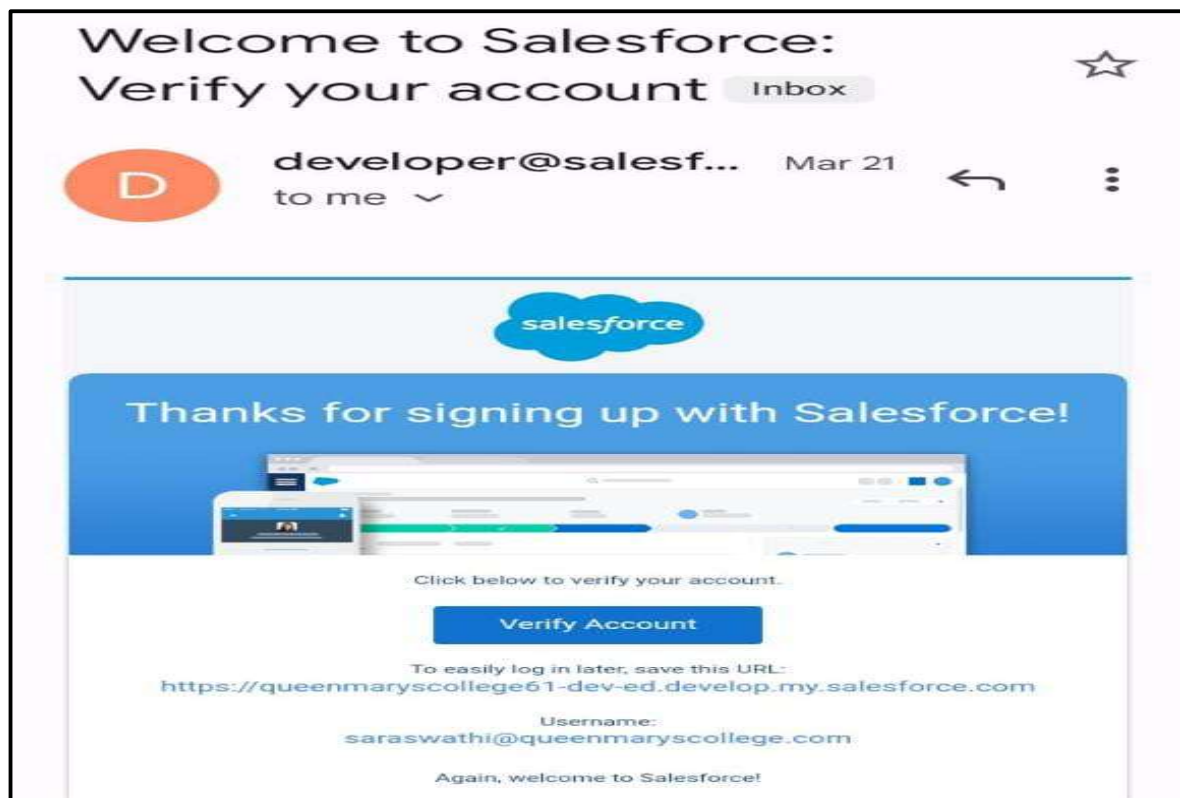 Welcome to Salesforce:
Verify your account Inbox
D
developer@salesf... Mar 21
to me
salesforce
Thanks for signing up with Salesforce!
Click below to verify your account.
Verify Account
To easily log in later, save this URL:
https://queenmaryscollege61-dev-ed.develop.my.salesforce.com
Username:
saraswathi@queenmaryscollege.com
Again, welcome to Salesforce!